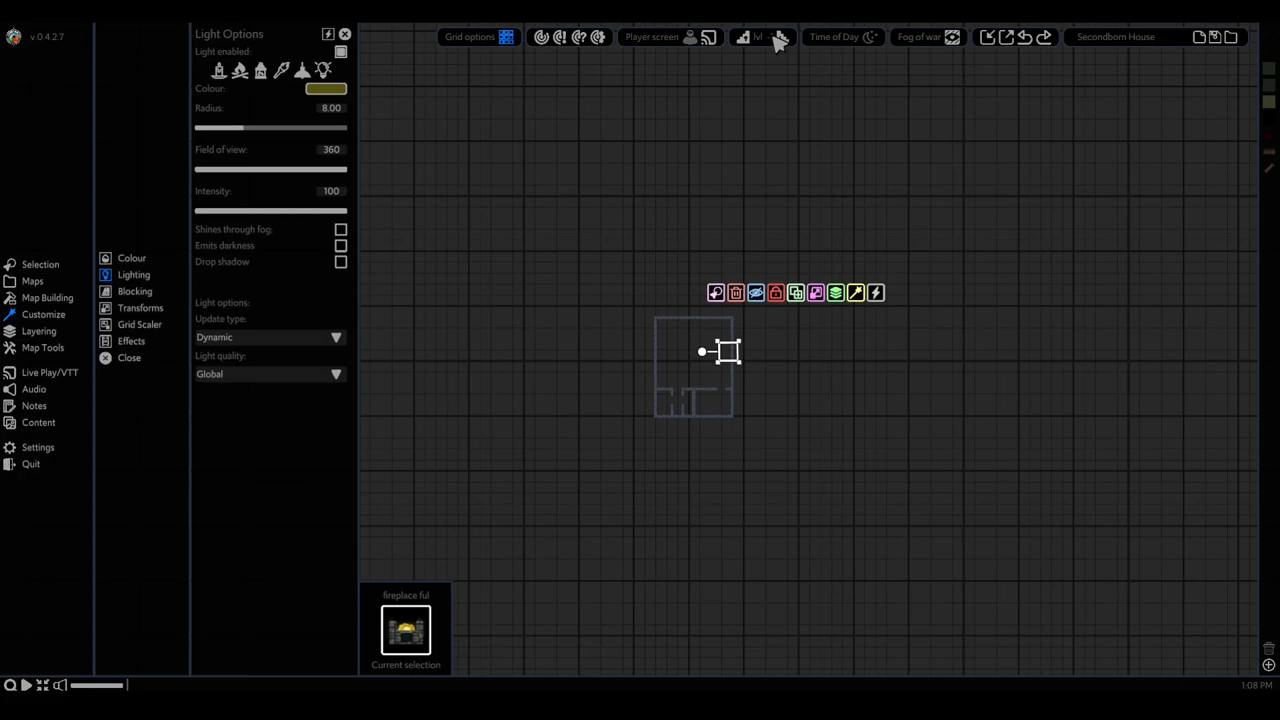 v.0.4.2.7
Light Options
Grid options
Player screen
lvl
Time of Day
Fog of war
Secondborn House
Light enabled:
Colour:
Radius: 8.00
Field of view: 360
Intensity: 100
Shines through fog:
Emits darkness
Drop shadow
Light options:
Update type:
Dynamic
Light quality:
Global
Selection
Maps
Map Building
Customize
Layering
Map Tools
Live Play/VTT
Audio
Notes
Content
Settings
Quit
Colour
Lighting
Blocking
Transforms
Grid Scaler
Effects
Close
fireplace ful
Current selection
1:08 PM